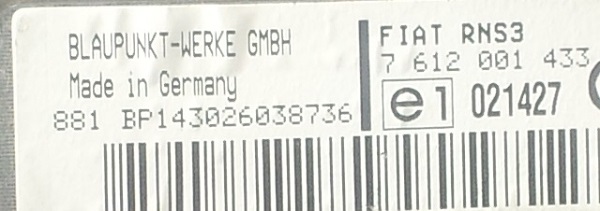 BLAUPUNKT-WERKE GMBH
Made in Germany
881 BP143026038736
FIAT RNS3
7 612 001 433
e1 021427